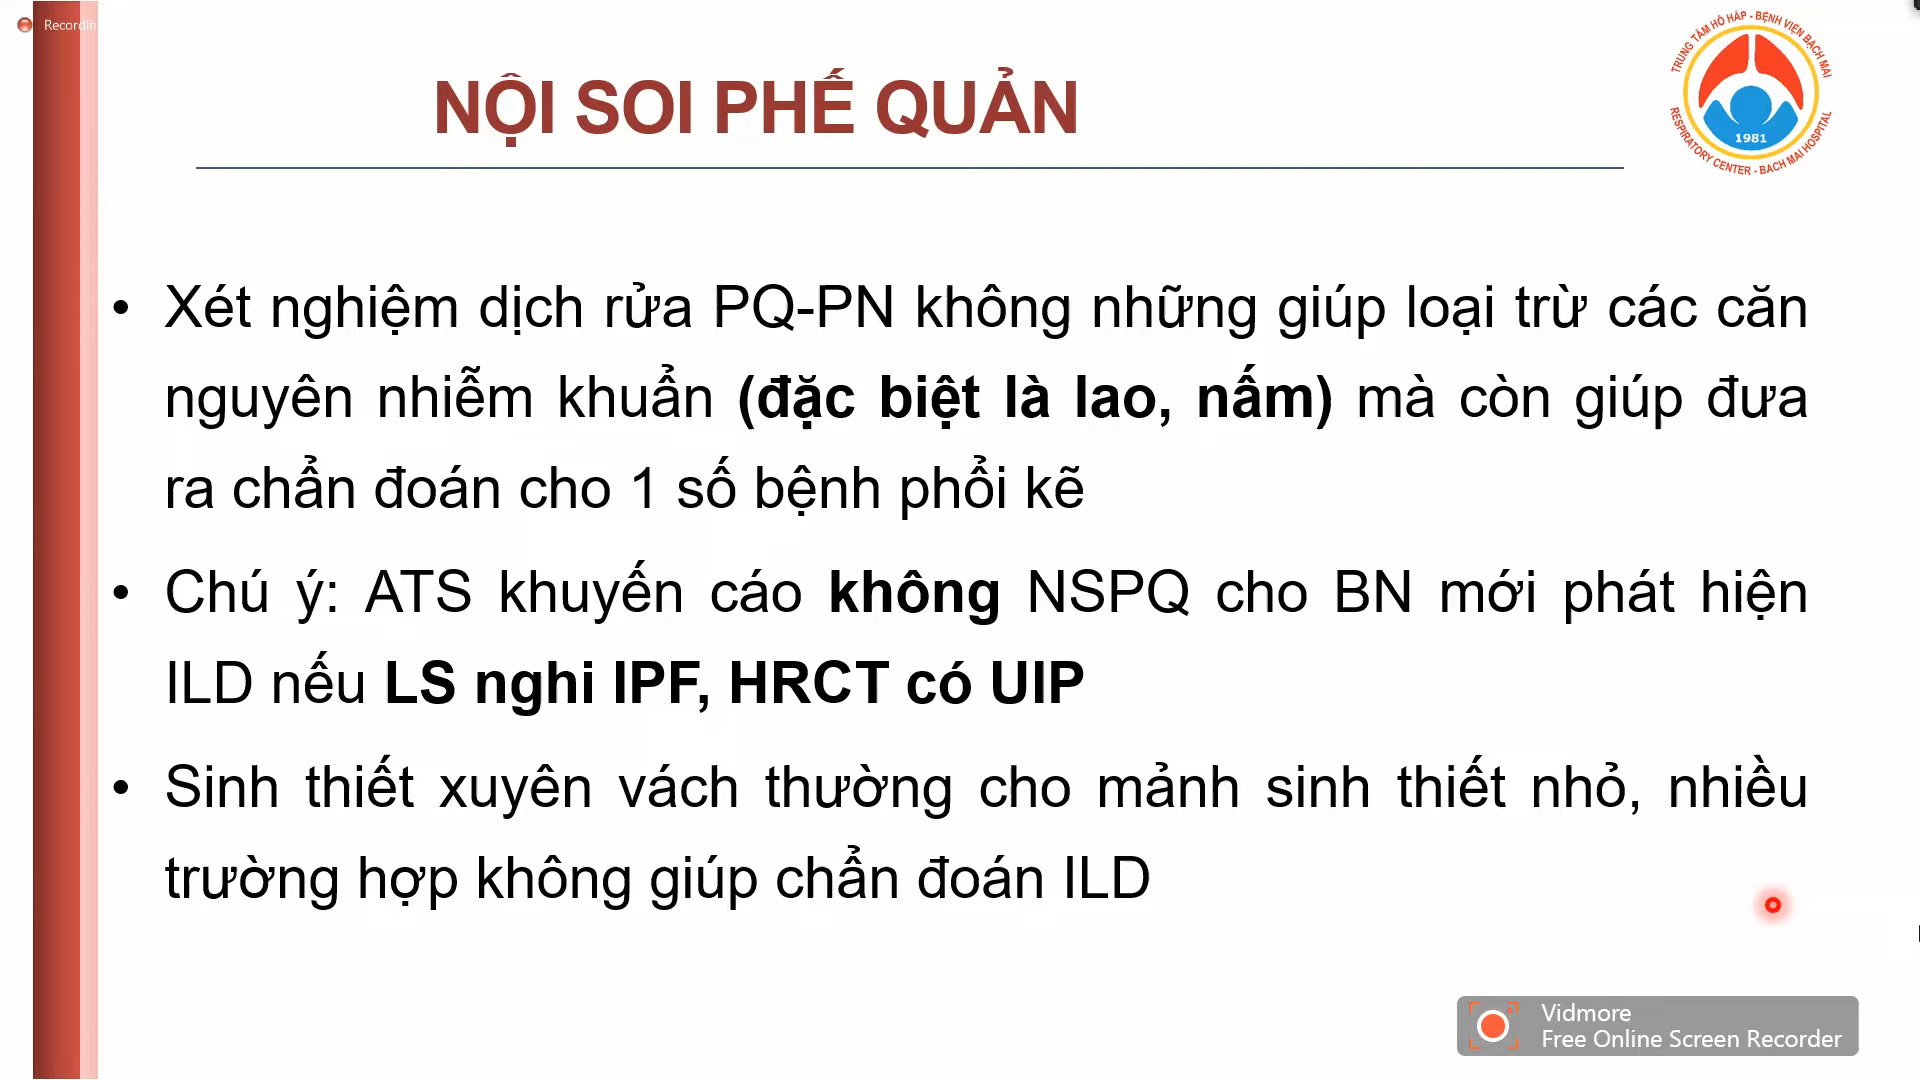 Recordin
NỘI SOI PHẾ QUẢN
TRUNG TÂM HÔ HẤP - BỆNH VIỆN BẠCH MAI
1981
RESPIRATORY CENTER - BACH MAI HOSPITAL
• Xét nghiệm dịch rửa PQ-PN không những giúp loại trừ các căn
nguyên nhiễm khuẩn (đặc biệt là lao, nấm) mà còn giúp đưa
ra chẩn đoán cho 1 số bệnh phổi kẽ
• Chú ý: ATS khuyến cáo không NSPQ cho BN mới phát hiện
ILD nếu LS nghi IPF, HRCT có UIP
• Sinh thiết xuyên vách thường cho mảnh sinh thiết nhỏ, nhiều
trường hợp không giúp chẩn đoán ILD
Vidmore
Free Online Screen Recorder